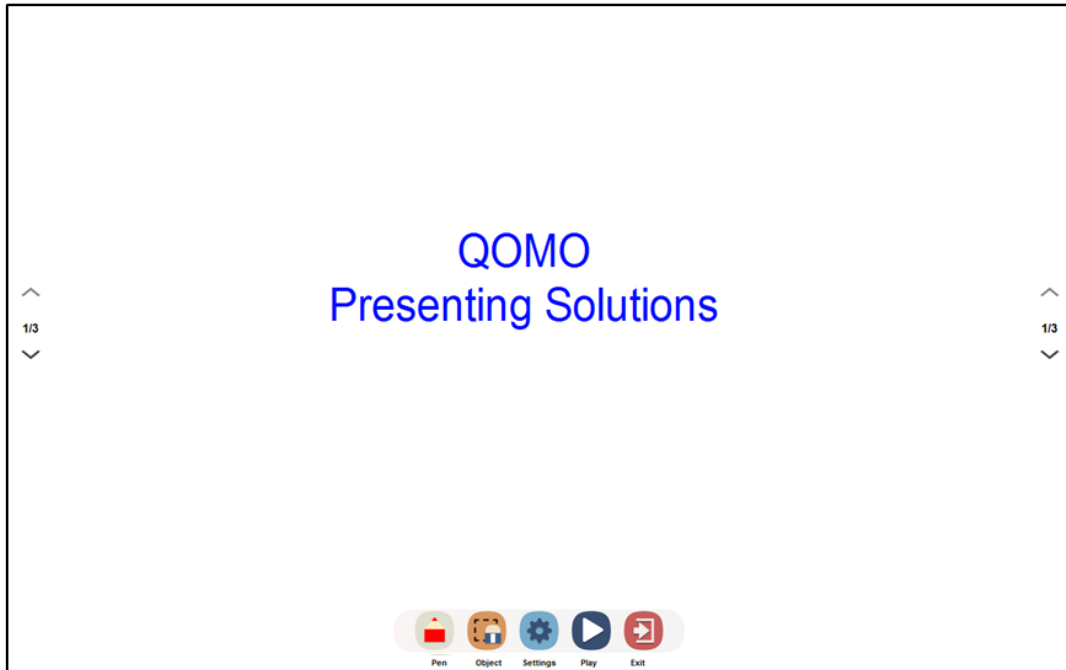 QOMO
Presenting Solutions
1/3
1/3
Pen Object Settings Play Exit